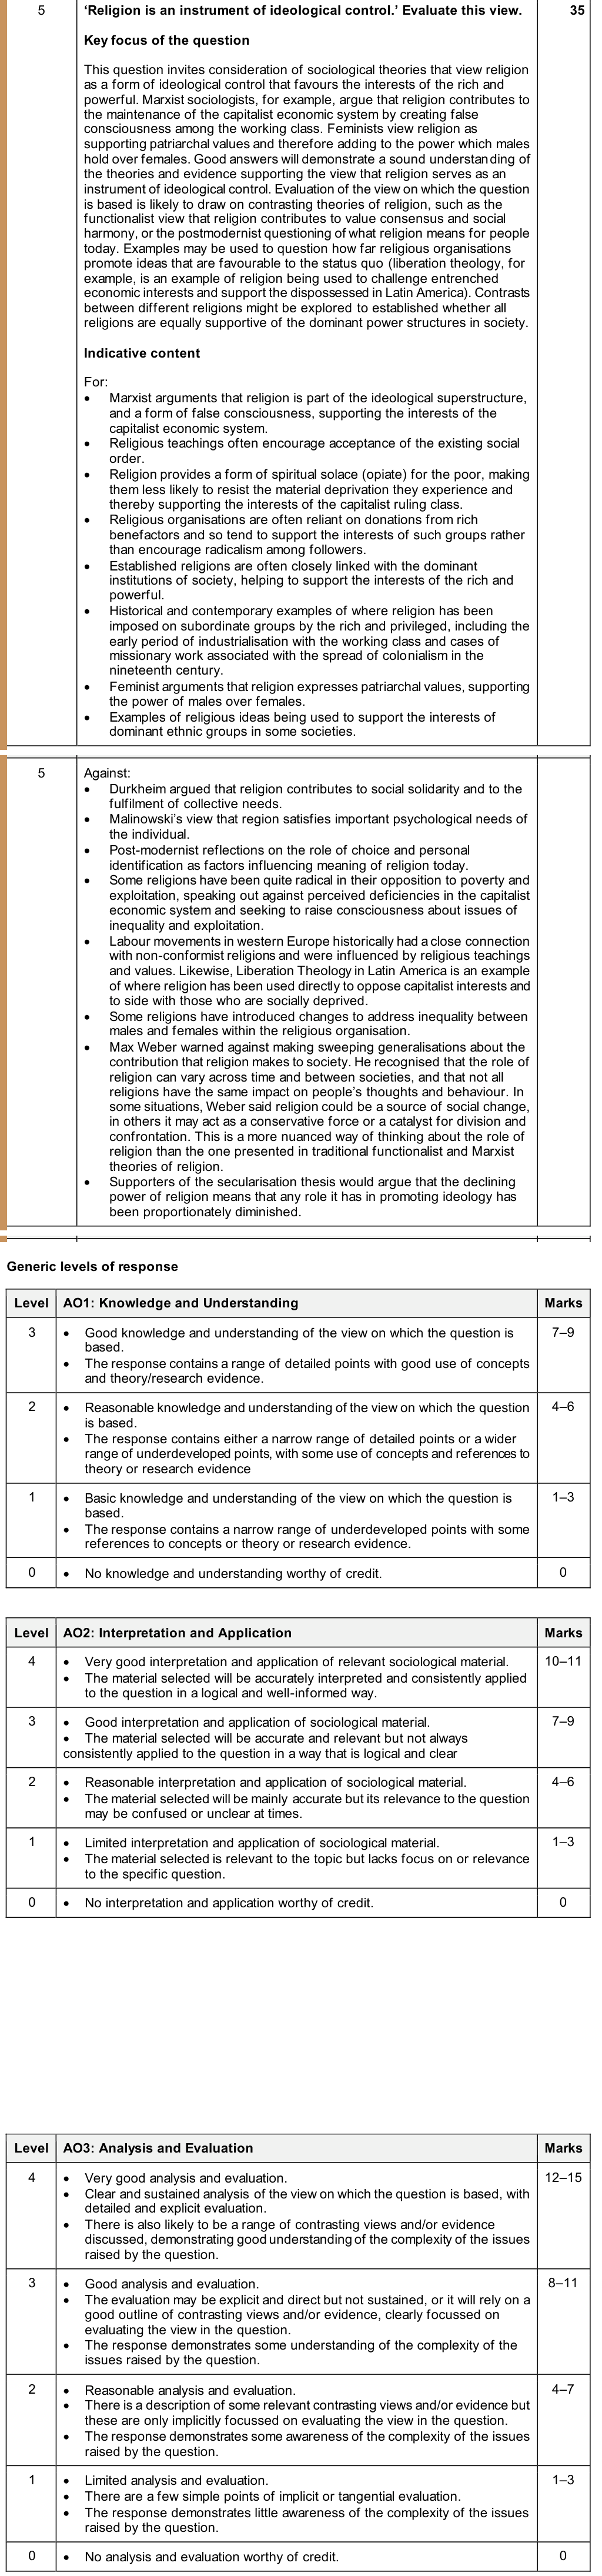 5 ‘Religion is an instrument of ideological control.’ Evaluate this view. 35
Key focus of the question
This question invites consideration of sociological theories that view religion
as a form of ideological control that favours the interests of the rich and
powerful. Marxist sociologists, for example, argue that religion contributes to
the maintenance of the capitalist economic system by creating false
consciousness among the working class. Feminists view religion as
supporting patriarchal values and therefore adding to the power which males
hold over females. Good answers will demonstrate a sound understanding of
the theories and evidence supporting the view that religion serves as an
instrument of ideological control. Evaluation of the view on which the question
is based is likely to draw on contrasting theories of religion, such as the
functionalist view that religion contributes to value consensus and social
harmony, or the postmodernist questioning of what religion means for people
today. Examples may be used to question how far religious organisations
promote ideas that are favourable to the status quo (liberation theology, for
example, is an example of religion being used to challenge entrenched
economic interests and support the dispossessed in Latin America). Contrasts
between different religions might be explored to established whether all
religions are equally supportive of the dominant power structures in society.
Indicative content
For:
• Marxist arguments that religion is part of the ideological superstructure,
and a form of false consciousness, supporting the interests of the
capitalist economic system.
• Religious teachings often encourage acceptance of the existing social
order.
• Religion provides a form of spiritual solace (opiate) for the poor, making
them less likely to resist the material deprivation they experience and
thereby supporting the interests of the capitalist ruling class.
• Religious organisations are often reliant on donations from rich
benefactors and so tend to support the interests of such groups rather
than encourage radicalism among followers.
• Established religions are often closely linked with the dominant
institutions of society, helping to support the interests of the rich and
powerful.
• Historical and contemporary examples of where religion has been
imposed on subordinate groups by the rich and privileged, including the
early period of industrialisation with the working class and cases of
missionary work associated with the spread of colonialism in the
nineteenth century.
• Feminist arguments that religion expresses patriarchal values, supporting
the power of males over females.
• Examples of religious ideas being used to support the interests of
dominant ethnic groups in some societies.
5 Against:
• Durkheim argued that religion contributes to social solidarity and to the
fulfilment of collective needs.
• Malinowski’s view that region satisfies important psychological needs of
the individual.
• Post-modernist reflections on the role of choice and personal
identification as factors influencing meaning of religion today.
• Some religions have been quite radical in their opposition to poverty and
exploitation, speaking out against perceived deficiencies in the capitalist
economic system and seeking to raise consciousness about issues of
inequality and exploitation.
• Labour movements in western Europe historically had a close connection
with non-conformist religions and were influenced by religious teachings
and values. Likewise, Liberation Theology in Latin America is an example
of where religion has been used directly to oppose capitalist interests and
to side with those who are socially deprived.
• Some religions have introduced changes to address inequality between
males and females within the religious organisation.
• Max Weber warned against making sweeping generalisations about the
contribution that religion makes to society. He recognised that the role of
religion can vary across time and between societies, and that not all
religions have the same impact on people’s thoughts and behaviour. In
some situations, Weber said religion could be a source of social change,
in others it may act as a conservative force or a catalyst for division and
confrontation. This is a more nuanced way of thinking about the role of
religion than the one presented in traditional functionalist and Marxist
theories of religion.
• Supporters of the secularisation thesis would argue that the declining
power of religion means that any role it has in promoting ideology has
been proportionately diminished.
Generic levels of response
Level AO1: Knowledge and Understanding Marks
3 • Good knowledge and understanding of the view on which the question is 7–9
based.
• The response contains a range of detailed points with good use of concepts
and theory/research evidence.
2 • Reasonable knowledge and understanding of the view on which the question 4–6
is based.
• The response contains either a narrow range of detailed points or a wider
range of underdeveloped points, with some use of concepts and references to
theory or research evidence
1 • Basic knowledge and understanding of the view on which the question is 1–3
based.
• The response contains a narrow range of underdeveloped points with some
references to concepts or theory or research evidence.
0 • No knowledge and understanding worthy of credit. 0
Level AO2: Interpretation and Application Marks
4 • Very good interpretation and application of relevant sociological material. 10–11
• The material selected will be accurately interpreted and consistently applied
to the question in a logical and well-informed way.
3 • Good interpretation and application of sociological material. 7–9
• The material selected will be accurate and relevant but not always
consistently applied to the question in a way that is logical and clear
2 • Reasonable interpretation and application of sociological material. 4–6
• The material selected will be mainly accurate but its relevance to the question
may be confused or unclear at times.
1 • Limited interpretation and application of sociological material. 1–3
• The material selected is relevant to the topic but lacks focus on or relevance
to the specific question.
0 • No interpretation and application worthy of credit. 0
Level AO3: Analysis and Evaluation Marks
4 • Very good analysis and evaluation. 12–15
• Clear and sustained analysis of the view on which the question is based, with
detailed and explicit evaluation.
• There is also likely to be a range of contrasting views and/or evidence
discussed, demonstrating good understanding of the complexity of the issues
raised by the question.
3 • Good analysis and evaluation. 8–11
• The evaluation may be explicit and direct but not sustained, or it will rely on a
good outline of contrasting views and/or evidence, clearly focussed on
evaluating the view in the question.
• The response demonstrates some understanding of the complexity of the
issues raised by the question.
2 • Reasonable analysis and evaluation. 4–7
• There is a description of some relevant contrasting views and/or evidence but
these are only implicitly focussed on evaluating the view in the question.
• The response demonstrates some awareness of the complexity of the issues
raised by the question.
1 • Limited analysis and evaluation. 1–3
• There are a few simple points of implicit or tangential evaluation.
• The response demonstrates little awareness of the complexity of the issues
raised by the question.
0 • No analysis and evaluation worthy of credit. 0